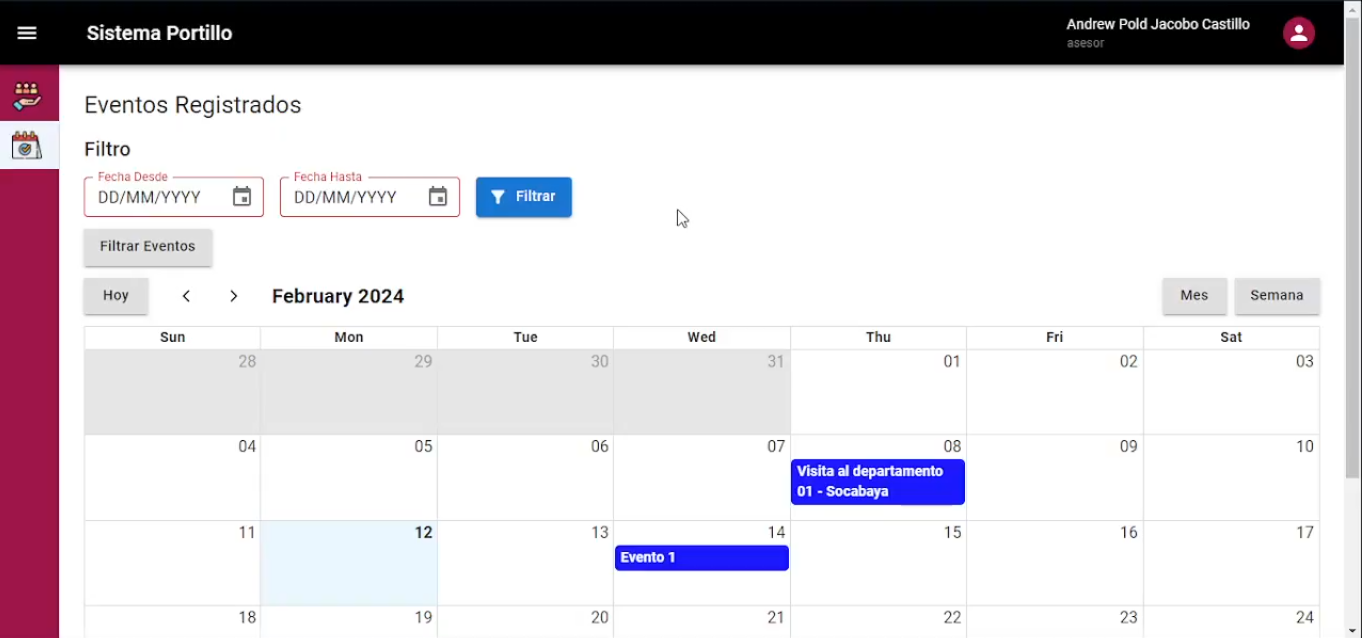 Sistema Portillo
Andrew Pold Jacobo Castillo
asesor
Eventos Registrados
Filtro
Fecha Desde
DD/MM/YYYY
Fecha Hasta
DD/MM/YYYY
Filtrar
Filtrar Eventos
Hoy
February 2024
Mes
Semana
Sun Mon Tue Wed Thu Fri Sat
28 29 30 31 01 02 03
04 05 06 07 08 09 10
Visita al departamento
01 - Socabaya
11 12 13 14 15 16 17
Evento 1
18 19 20 21 22 23 24